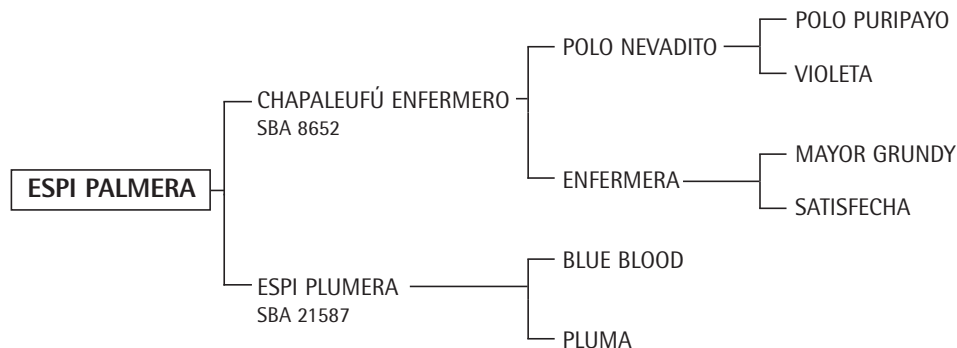 POLO PURIPAYO
POLO NEVADITO
VIOLETA
CHAPALEUFÚ ENFERMERO
SBA 8652
MAYOR GRUNDY
ENFERMERA
ESPI PALMERA
SATISFECHA
BLUE BLOOD
ESPI PLUMERA
SBA 21587
PLUMA